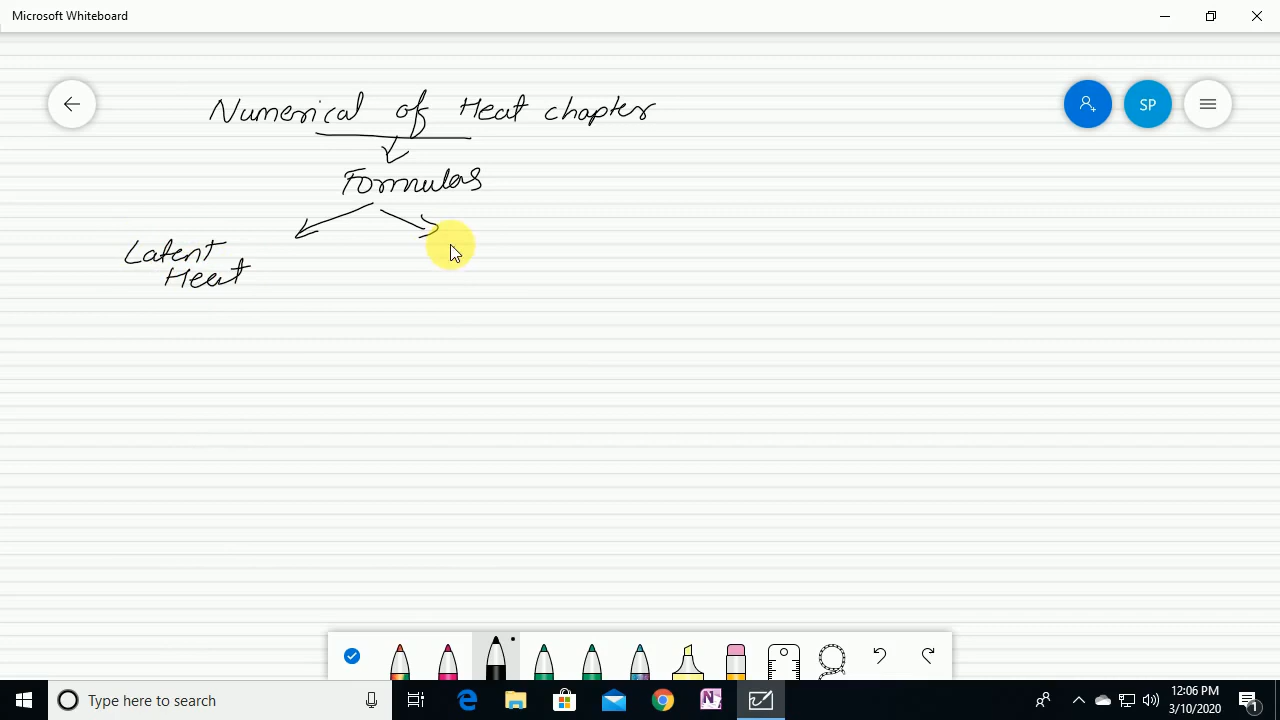 Microsoft Whiteboard
Numerical of Heat chapter
SP
Formulas
Latent
Heat
Type here to search
12:06 PM
3/10/2020
1